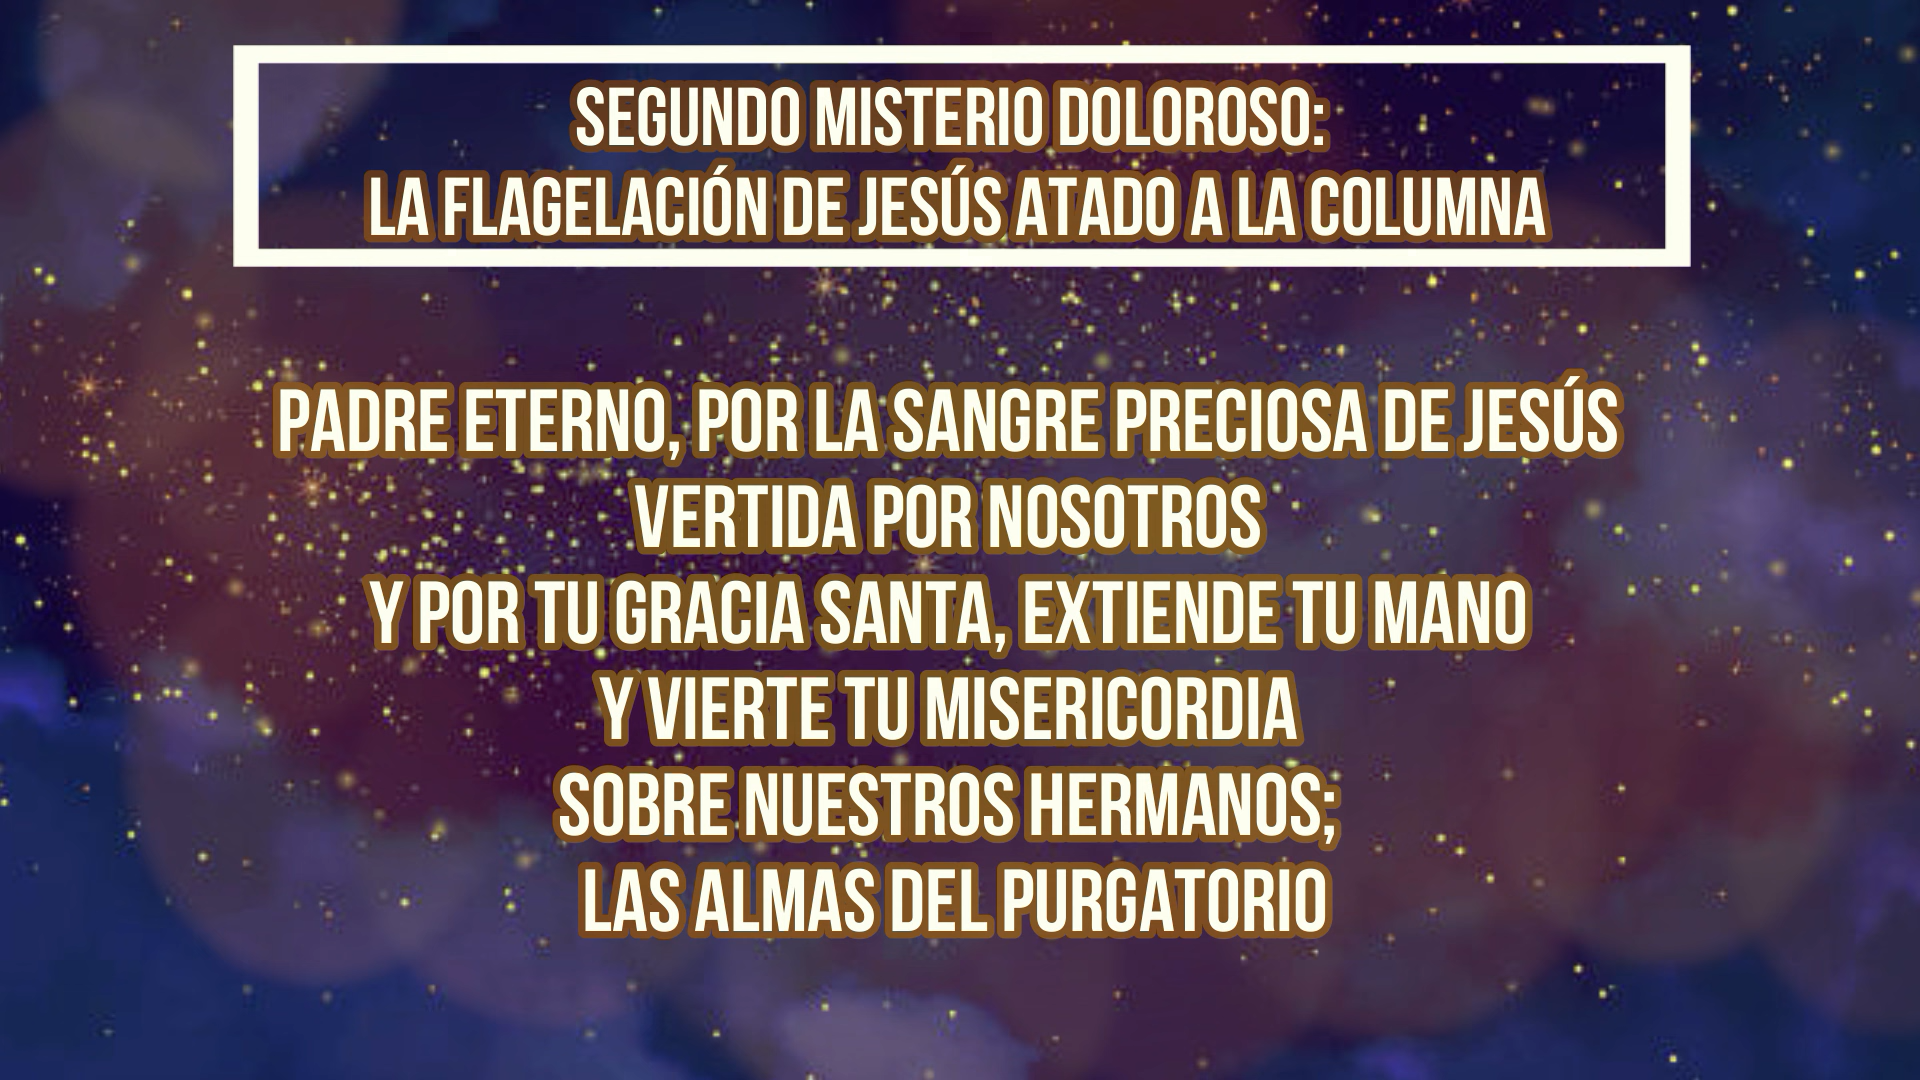 SEGUNDO MISTERIO DOLOROSO:
LA FLAGELACIÓN DE JESÚS ATADO A LA COLUMNA
PADRE ETERNO, POR LA SANGRE PRECIOSA DE JESÚS
VERTIDA POR NOSOTROS
Y POR TU GRACIA SANTA, EXTIENDE TU MANO
Y VIERTE TU MISERICORDIA
SOBRE NUESTROS HERMANOS;
LAS ALMAS DEL PURGATORIO